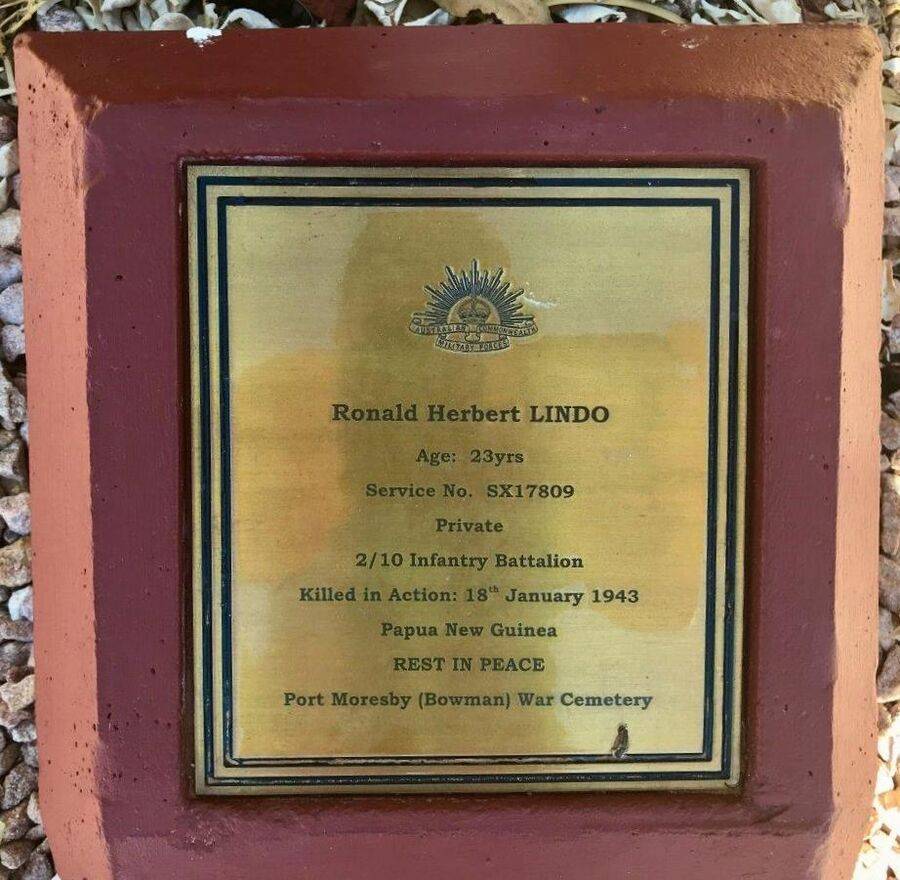 AUSTRALIAN COMMONWEALTH
MILITARY FORCES
Ronald Herbert LINDO
Age: 23yrs
Service No. SX17809
Private
2/10 Infantry Battalion
Killed in Action: 18th January 1943
Papua New Guinea
REST IN PEACE
Port Moresby (Bowman) War Cemetery